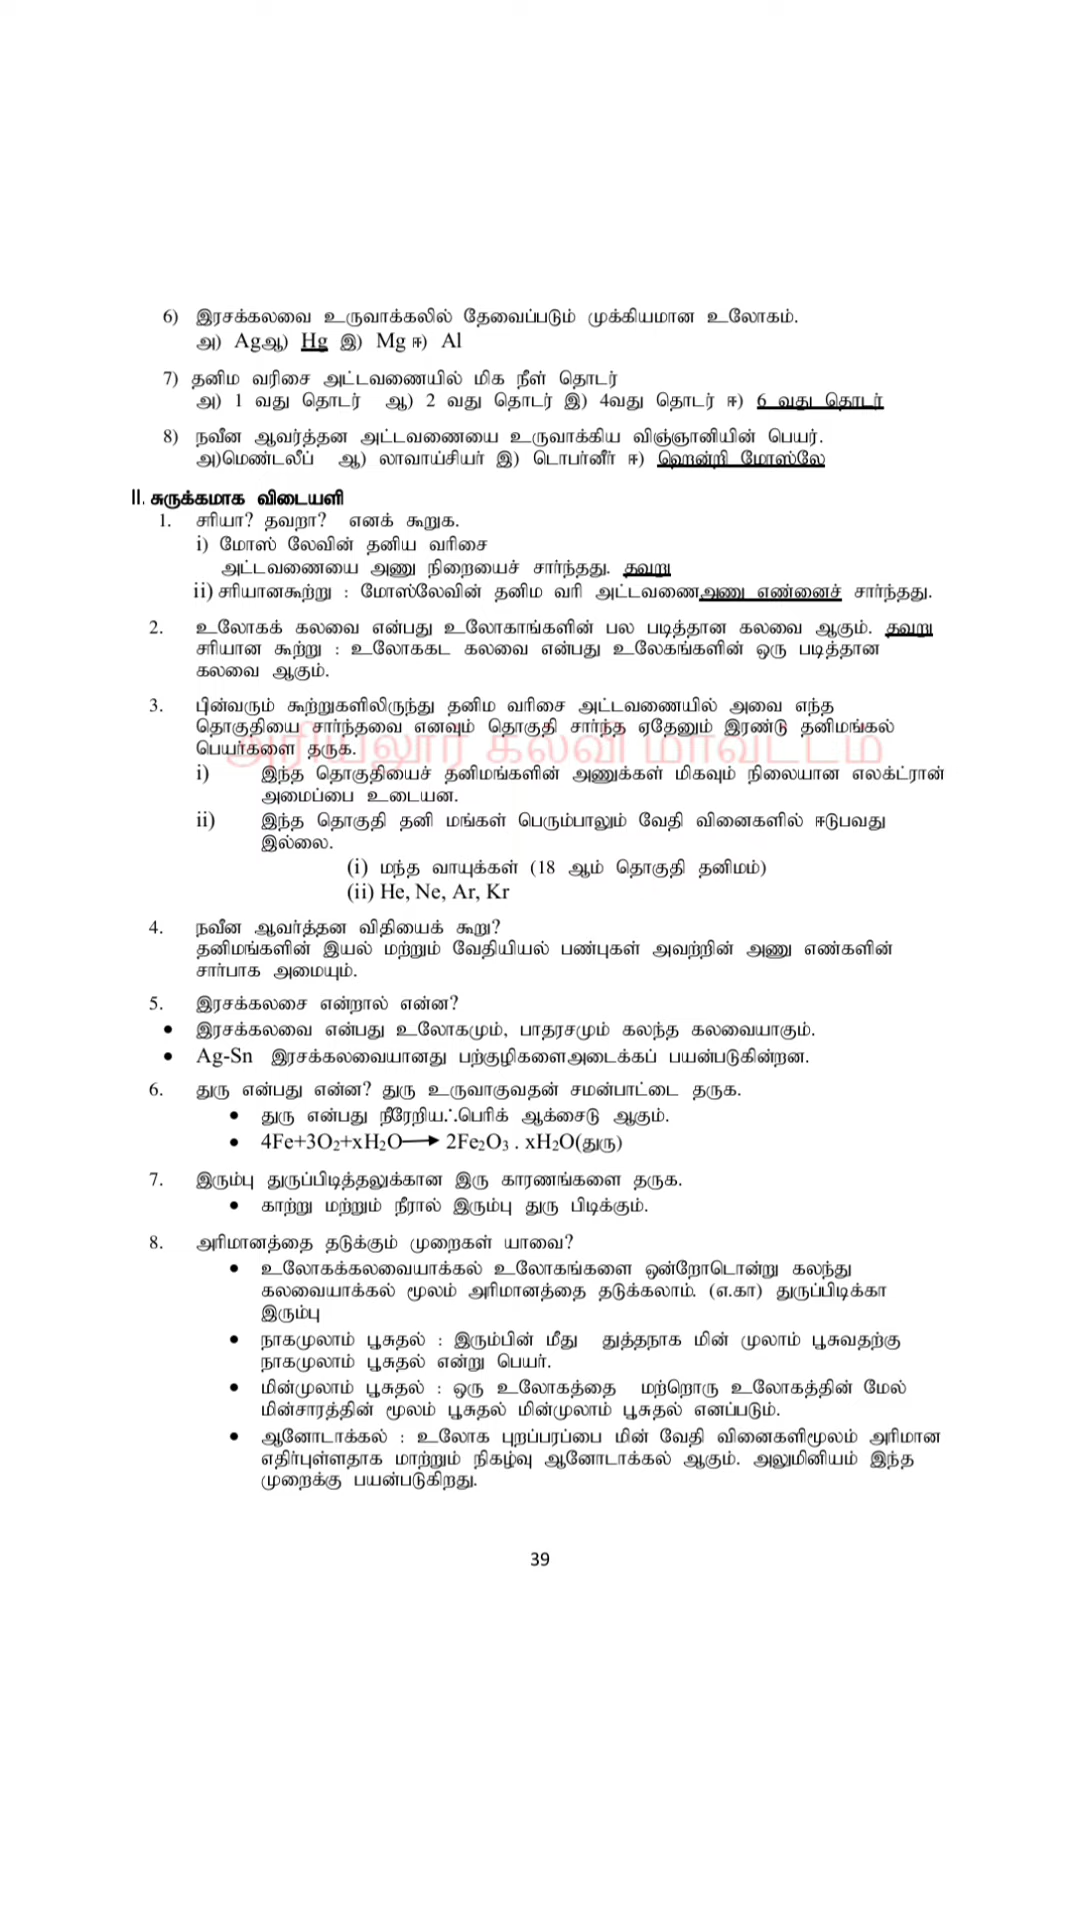 6) இரசக்கலவை உருவாக்கலில் தேவைப்படும் முக்கியமான உலோகம்.
அ) Agஆ) Hg இ) Mg ஈ) Al
7) தனிம வரிசை அட்டவணையில் மிக நீள் தொடர்
அ) 1 வது தொடர் ஆ) 2 வது தொடர் இ) 4வது தொடர் ஈ) 6 வது தொடர்
8) நவீன ஆவர்த்தன அட்டவணையை உருவாக்கிய விஞ்ஞானியின் பெயர்.
அ)மெண்டலீப் ஆ) லாவாய்சியர் இ) டொபர்னீர் ஈ) ஹென்றி மோஸ்லே
II. சுருக்கமாக விடையளி
1. சரியா? தவறா? எனக் கூறுக.
i) மோஸ் லேவின் தனிய வரிசை
அட்டவணையை அணு நிறையைச் சார்ந்தது. தவறு
ii) சரியானகூற்று : மோஸ்லேவின் தனிம வரி அட்டவணைஅணு எண்னைச் சார்ந்தது.
2. உலோகக் கலவை என்பது உலோகாங்களின் பல படித்தான கலவை ஆகும். தவறு
சரியான கூற்று : உலோககட கலவை என்பது உலேகங்களின் ஒரு படித்தான
கலவை ஆகும்.
3. பின்வரும் கூற்றுகளிலிருந்து தனிம வரிசை அட்டவணையில் அவை எந்த
தொகுதியை சார்ந்தவை எனவும் தொகுதி சார்ந்த ஏதேனும் இரண்டு தனிமங்கல்
பெயர்களை தருக.
அரியலூர் கல்வி மாவட்டம்
i) இந்த தொகுதியைச் தனிமங்களின் அணுக்கள் மிகவும் நிலையான எலக்ட்ரான்
அமைப்பை உடையன.
ii) இந்த தொகுதி தனி மங்கள் பெரும்பாலும் வேதி வினைகளில் ஈடுபவது
இல்லை.
(i) மந்த வாயுக்கள் (18 ஆம் தொகுதி தனிமம்)
(ii) He, Ne, Ar, Kr
4. நவீன ஆவர்த்தன விதியைக் கூறு?
தனிமங்களின் இயல் மற்றும் வேதியியல் பண்புகள் அவற்றின் அணு எண்களின்
சார்பாக அமையும்.
5. இரசக்கலசை என்றால் என்ன?
• இரசக்கலவை என்பது உலோகமும், பாதரசமும் கலந்த கலவையாகும்.
• Ag-Sn இரசக்கலவையானது பற்குழிகளைஅடைக்கப் பயன்படுகின்றன.
6. துரு என்பது என்ன? துரு உருவாகுவதன் சமன்பாட்டை தருக.
• துரு என்பது நீரேறிய∴பெரிக் ஆக்சைடு ஆகும்.
• 4Fe+3O₂+xH₂O→ 2Fe₂O₃ . xH₂O(துரு)
7. இரும்பு துருப்பிடித்தலுக்கான இரு காரணங்களை தருக.
• காற்று மற்றும் நீரால் இரும்பு துரு பிடிக்கும்.
8. அரிமானத்தை தடுக்கும் முறைகள் யாவை?
• உலோகக்கலவையாக்கல் உலோகங்களை ஒன்றோடொன்று கலந்து
கலவையாக்கல் மூலம் அரிமானத்தை தடுக்கலாம். (எ.கா) துருப்பிடிக்கா
இரும்பு
• நாகமுலாம் பூசுதல் : இரும்பின் மீது துத்தநாக மின் முலாம் பூசுவதற்கு
நாகமுலாம் பூசுதல் என்று பெயர்.
• மின்முலாம் பூசுதல் : ஒரு உலோகத்தை மற்றொரு உலோகத்தின் மேல்
மின்சாரத்தின் மூலம் பூசுதல் மின்முலாம் பூசுதல் எனப்படும்.
• ஆனோடாக்கல் : உலோக புறப்பரப்பை மின் வேதி வினைகளிமூலம் அரிமான
எதிர்புள்ளதாக மாற்றும் நிகழ்வு ஆனோடாக்கல் ஆகும். அலுமினியம் இந்த
முறைக்கு பயன்படுகிறது.
39